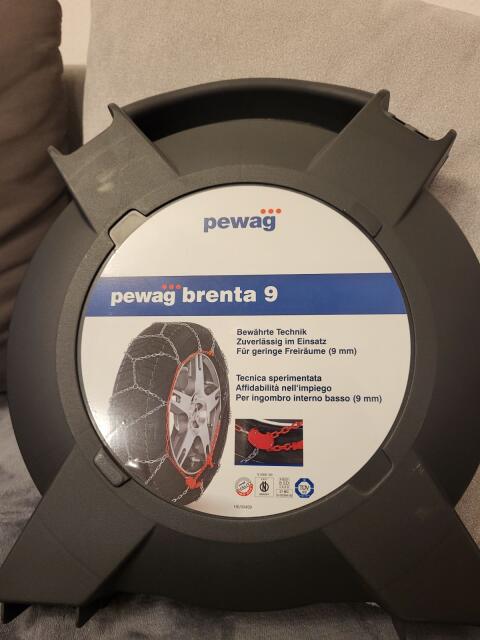 pewag
pewag brenta 9
Bewährte Technik
Zuverlässig im Einsatz
Für geringe Freiräume (9 mm)
Tecnica sperimentata
Affidabilità nell'impiego
Per ingombro interno basso (9 mm)
TÜV